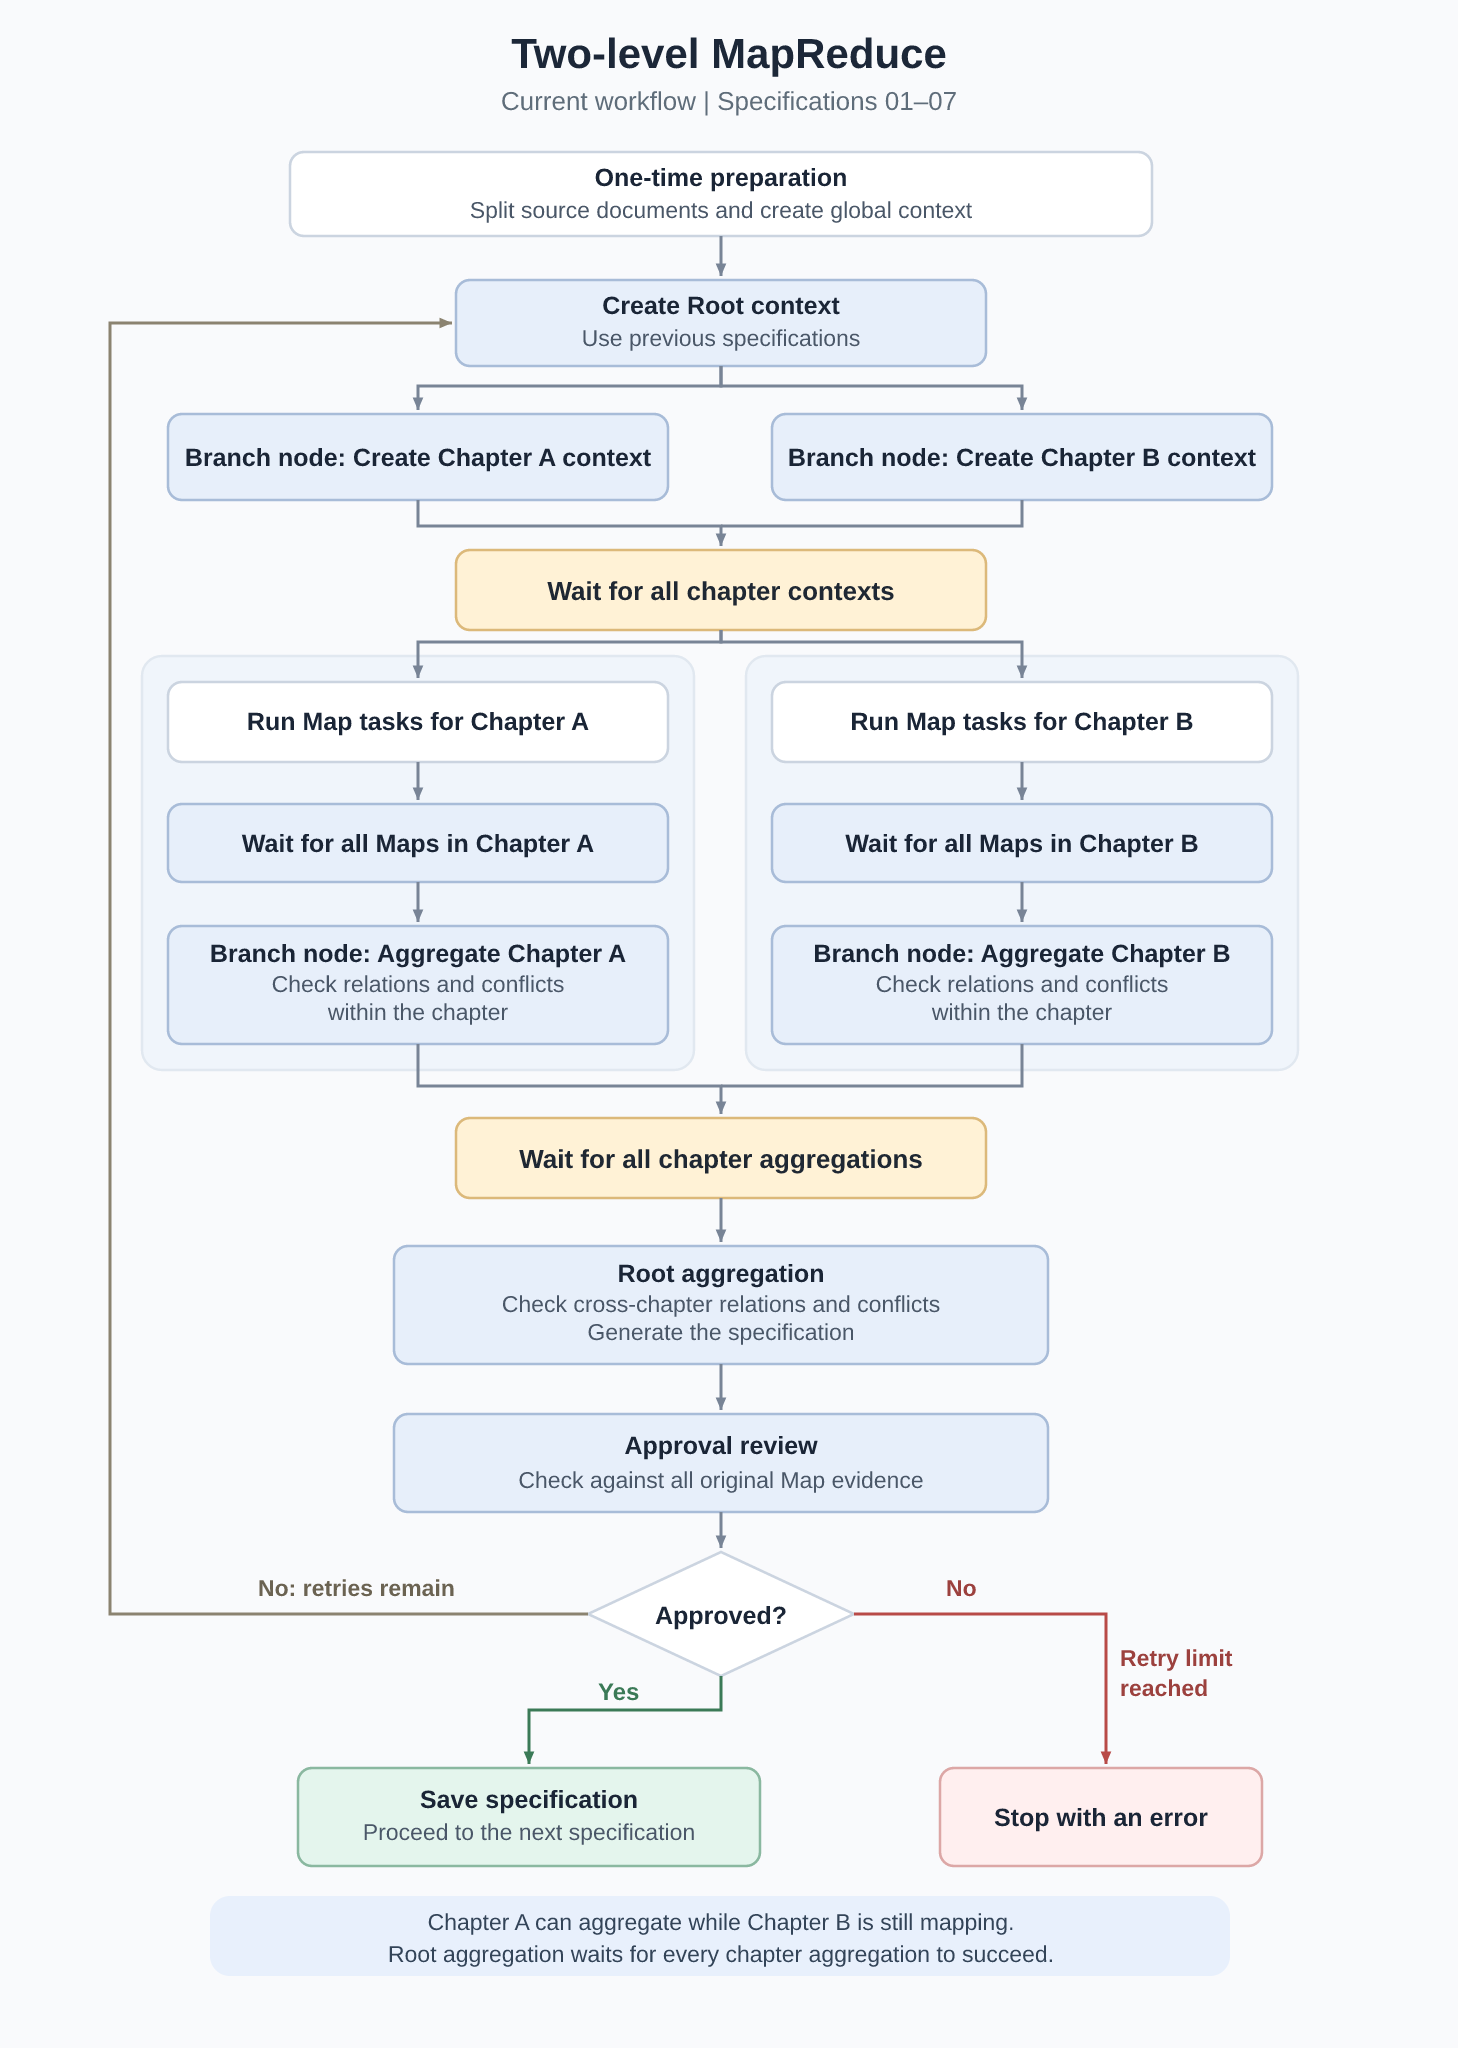 Two-level MapReduce
Current workflow | Specifications 01–07
One-time preparation
Split source documents and create global context
Create Root context
Use previous specifications
Branch node: Create Chapter A context
Branch node: Create Chapter B context
Wait for all chapter contexts
Run Map tasks for Chapter A
Run Map tasks for Chapter B
Wait for all Maps in Chapter A
Wait for all Maps in Chapter B
Branch node: Aggregate Chapter A
Check relations and conflicts
within the chapter
Branch node: Aggregate Chapter B
Check relations and conflicts
within the chapter
Wait for all chapter aggregations
Root aggregation
Check cross-chapter relations and conflicts
Generate the specification
Approval review
Check against all original Map evidence
No: retries remain
Approved?
No
Retry limit
reached
Yes
Save specification
Proceed to the next specification
Stop with an error
Chapter A can aggregate while Chapter B is still mapping.
Root aggregation waits for every chapter aggregation to succeed.